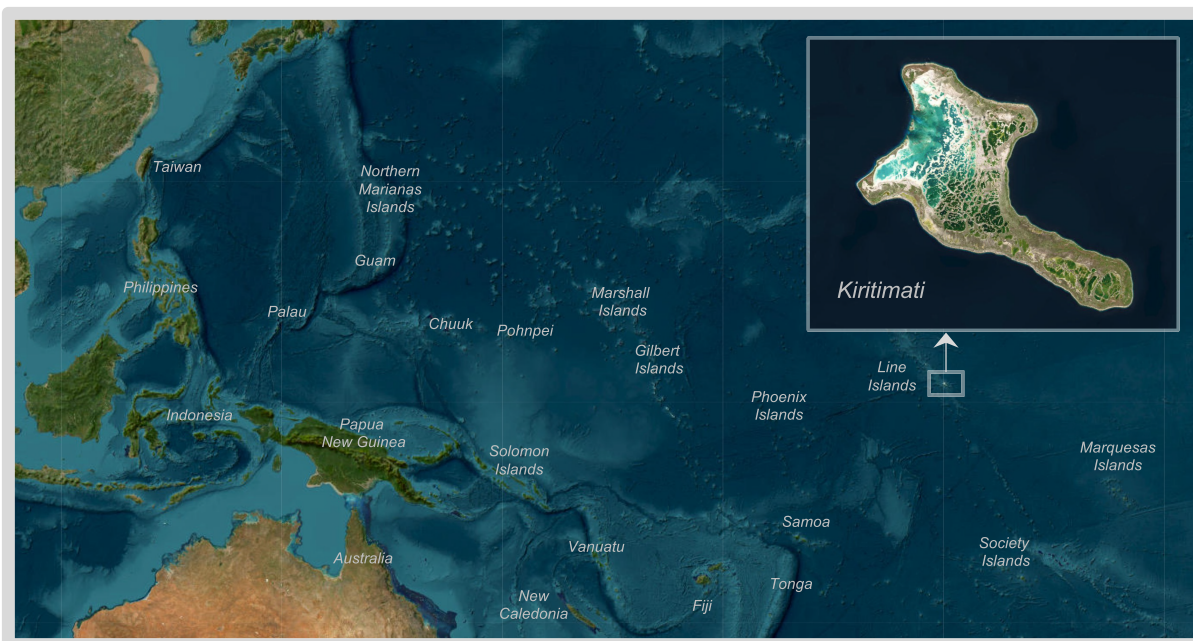 Taiwan
Northern
Marianas
Islands
Guam
Philippines
Palau
Chuuk
Pohnpei
Marshall
Islands
Gilbert
Islands
Kiritimati
Line
Islands
Phoenix
Islands
Indonesia
Papua
New Guinea
Solomon
Islands
Marquesas
Islands
Samoa
Society
Islands
Australia
Vanuatu
Tonga
New
Caledonia
Fiji